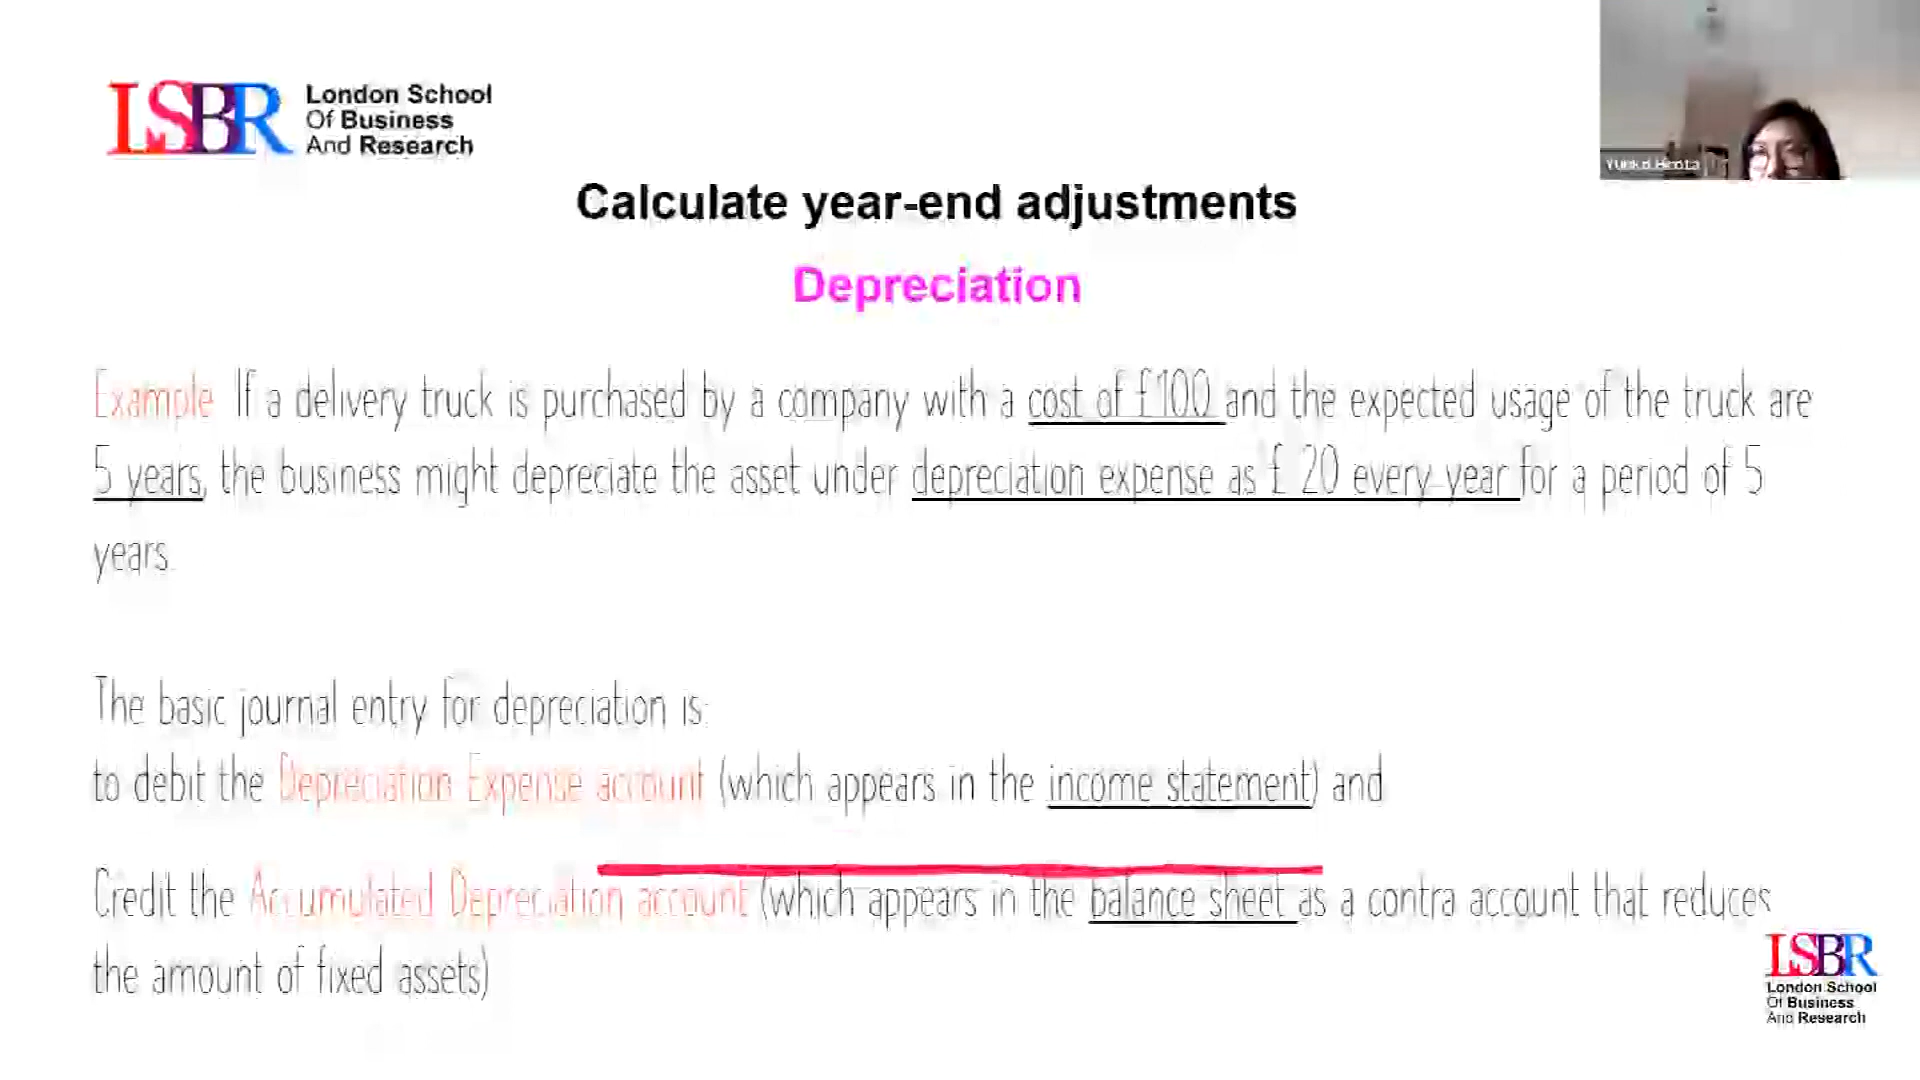 LSBR
London School
Of Business
And Research
Calculate year-end adjustments
Depreciation
Example If a delivery truck is purchased by a company with a cost of £100 and the expected usage of the truck are
5 years, the business might depreciate the asset under depreciation expense as £ 20 every year for a period of 5
years.
The basic journal entry for depreciation is:
to debit the Depreciation Expense account (which appears in the income statement) and
Credit the Accumulated Depreciation account (which appears in the balance sheet as a contra account that reduces
the amount of fixed assets)
LSBR
London School
Of Business
And Research